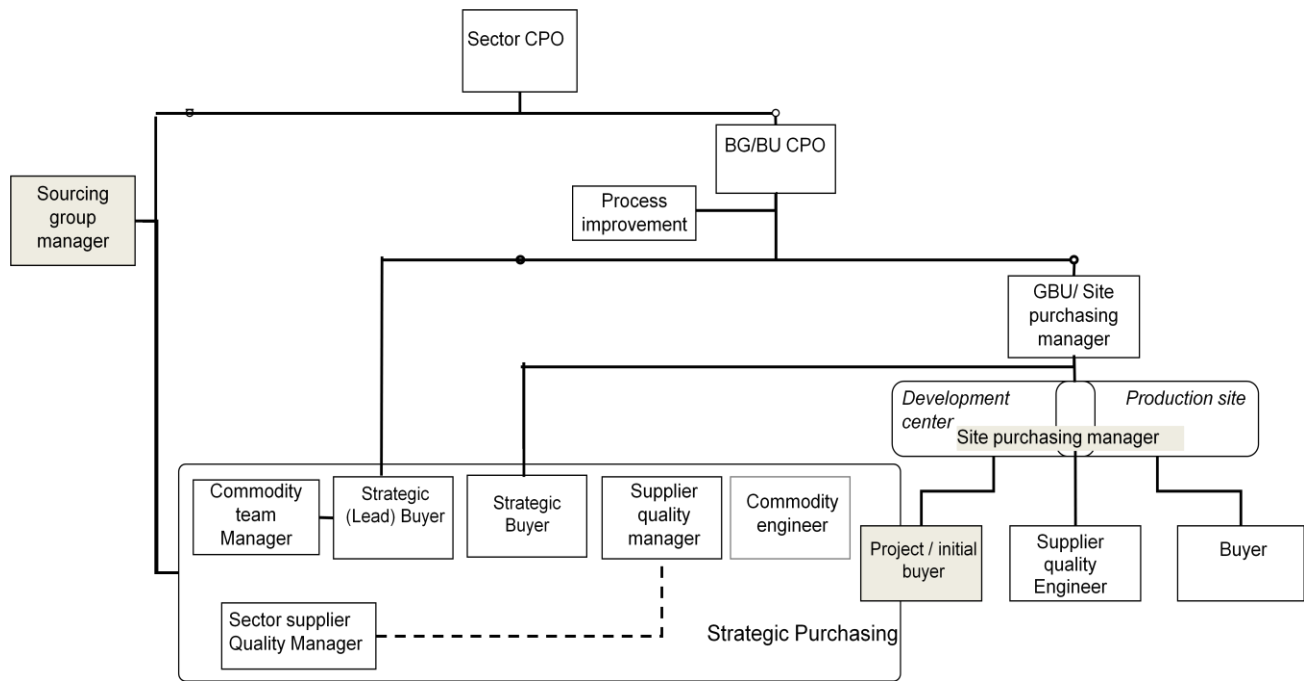 Sector CPO
BG/BU CPO
Sourcing
group
manager
Process
improvement
GBU/ Site
purchasing
manager
Development
center
Production site
Site purchasing manager
Commodity
team
Manager
Strategic
(Lead) Buyer
Strategic
Buyer
Supplier
quality
manager
Commodity
engineer
Project / initial
buyer
Supplier
quality
Engineer
Buyer
Sector supplier
Quality Manager
Strategic Purchasing